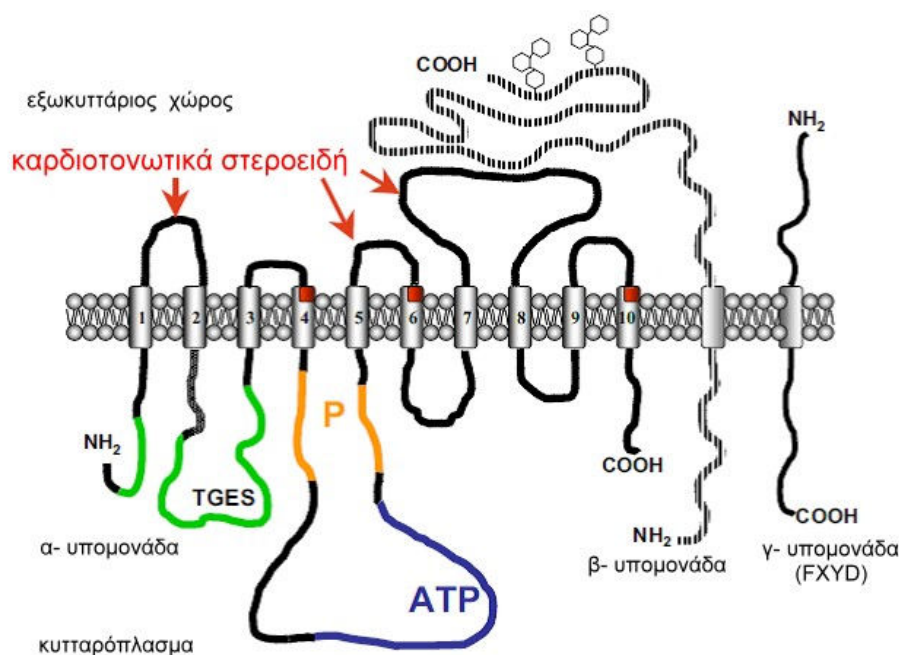 COOH
εξωκυττάριος χώρος
NH2
καρδιοτονωτικά στεροειδή
1 2 3 4 5 6 7 8 9 10
P
NH2
TGES
COOH
COOH
NH2
α- υπομονάδα
β- υπομονάδα
γ- υπομονάδα
(FXYD)
ATP
κυτταρόπλασμα